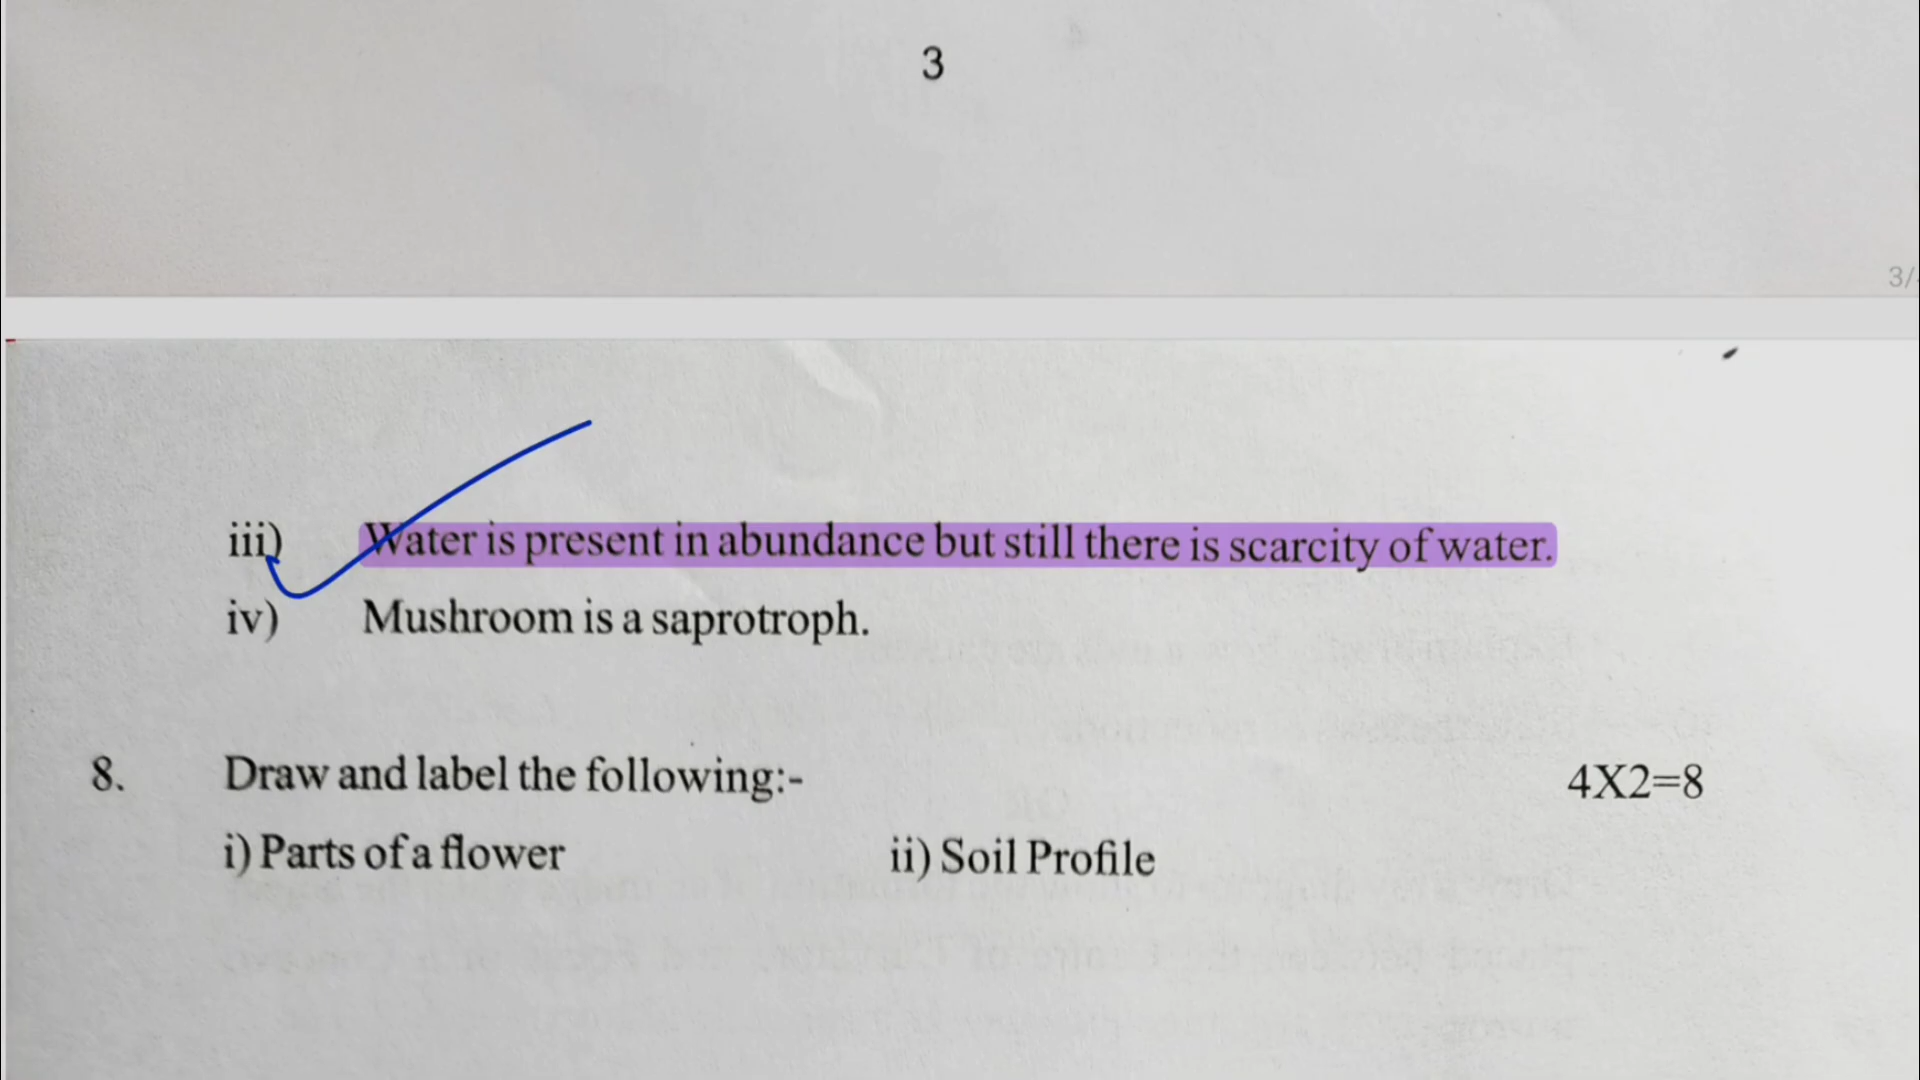 3
3/
iii) Water is present in abundance but still there is scarcity of water.
iv) Mushroom is a saprotroph.
8. Draw and label the following:- 4X2=8
i) Parts of a flower ii) Soil Profile